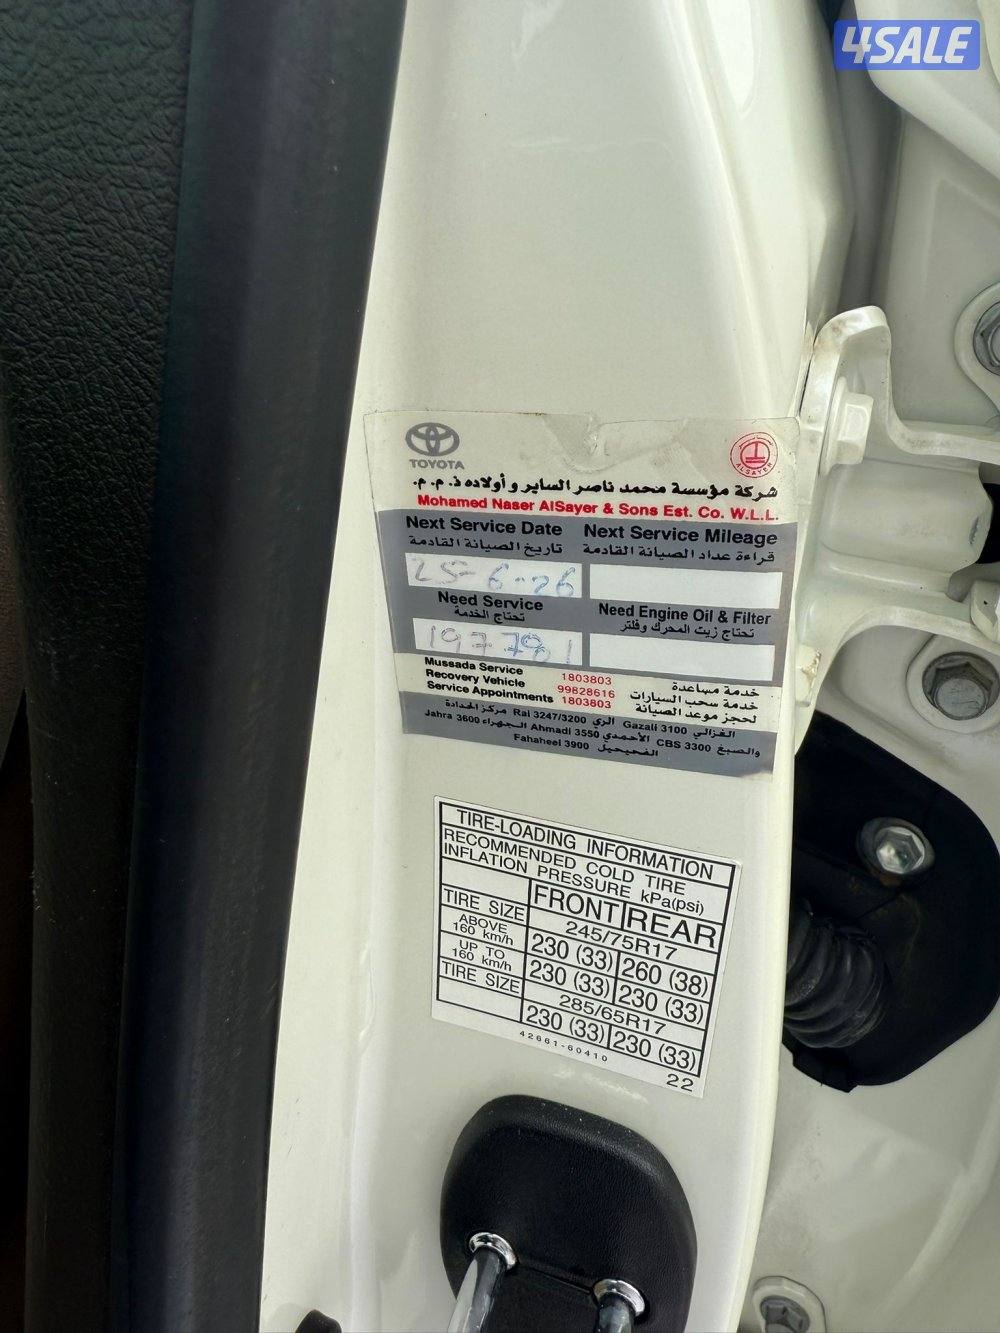 4SALE
TOYOTA
ALSAYER
شركة مؤسسة محمد ناصر الساير و أولاده ذ. م. م.
Mohamed Naser AlSayer & Sons Est. Co. W.L.L.
Next Service Date Next Service Mileage
تاريخ الصيانة القادمة قراءة عداد الصيانة القادمة
25-6-26
Need Service Need Engine Oil & Filter
تحتاج الخدمة تحتاج زيت المحرك وفلتر
197781
Mussada Service 1803803 خدمة مساعدة
Recovery Vehicle 99828616 خدمة سحب السيارات
Service Appointments 1803803 لحجز موعد الصيانة
الغزالي Gazali 3100 الري Rai 3247/3200 مركز الحدادة
والصبغ CBS 3300 الأحمدي Ahmadi 3550 الجهراء Jahra 3600
الفحيحيل Fahaheel 3900
TIRE-LOADING INFORMATION
RECOMMENDED COLD TIRE
INFLATION PRESSURE kPa(psi)
FRONT REAR
TIRE SIZE 245/75R17
ABOVE 160 km/h 230 (33) 260 (38)
UP TO 160 km/h 230 (33) 230 (33)
TIRE SIZE 285/65R17
230 (33) 230 (33)
42661-60410
22